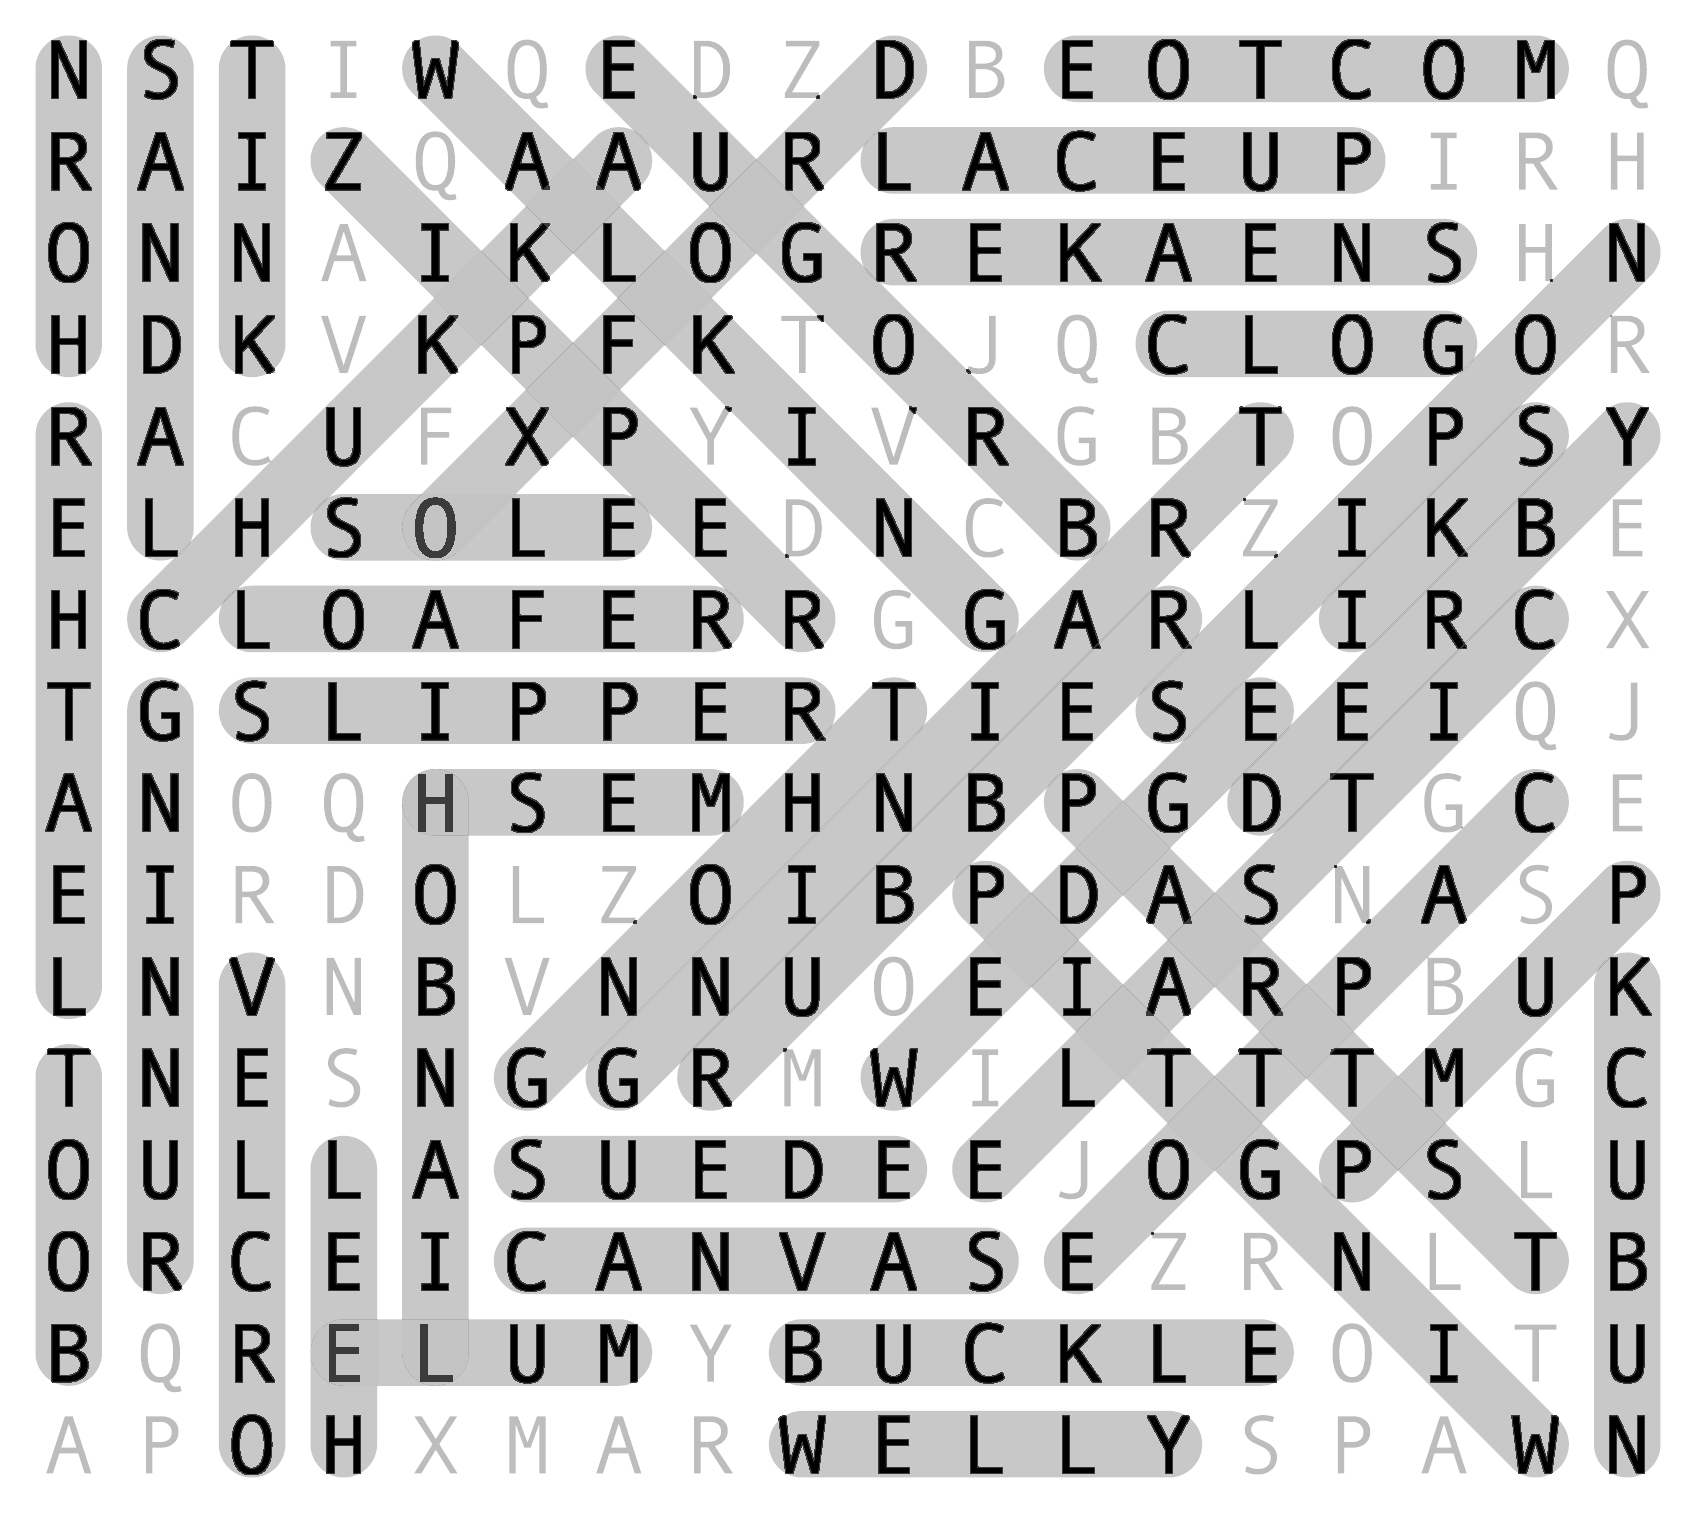 N S T I W Q E D Z D B E O T C O M Q
R A I Z Q A A U R L A C E U P I R H
O N N A I K L O G R E K A E N S H N
H D K V K P F K T O J Q C L O G O R
R A C U F X P Y I V R G B T O P S Y
E L H S O L E E D N C B R Z I K B E
H C L O A F E R R G G A R L I R C X
T G S L I P P E R T I E S E E I Q J
A N O Q H S E M H N B P G D T G C E
E I R D O L Z O I B P D A S N A S P
L N V N B V N N U O E I A R P B U K
T N E S N G G R M W I L T T T M G C
O U L L A S U E D E E J O G P S L U
O R C E I C A N V A S E Z R N L T B
B Q R E L U M Y B U C K L E O I T U
A P O H X M A R W E L L Y S P A W N